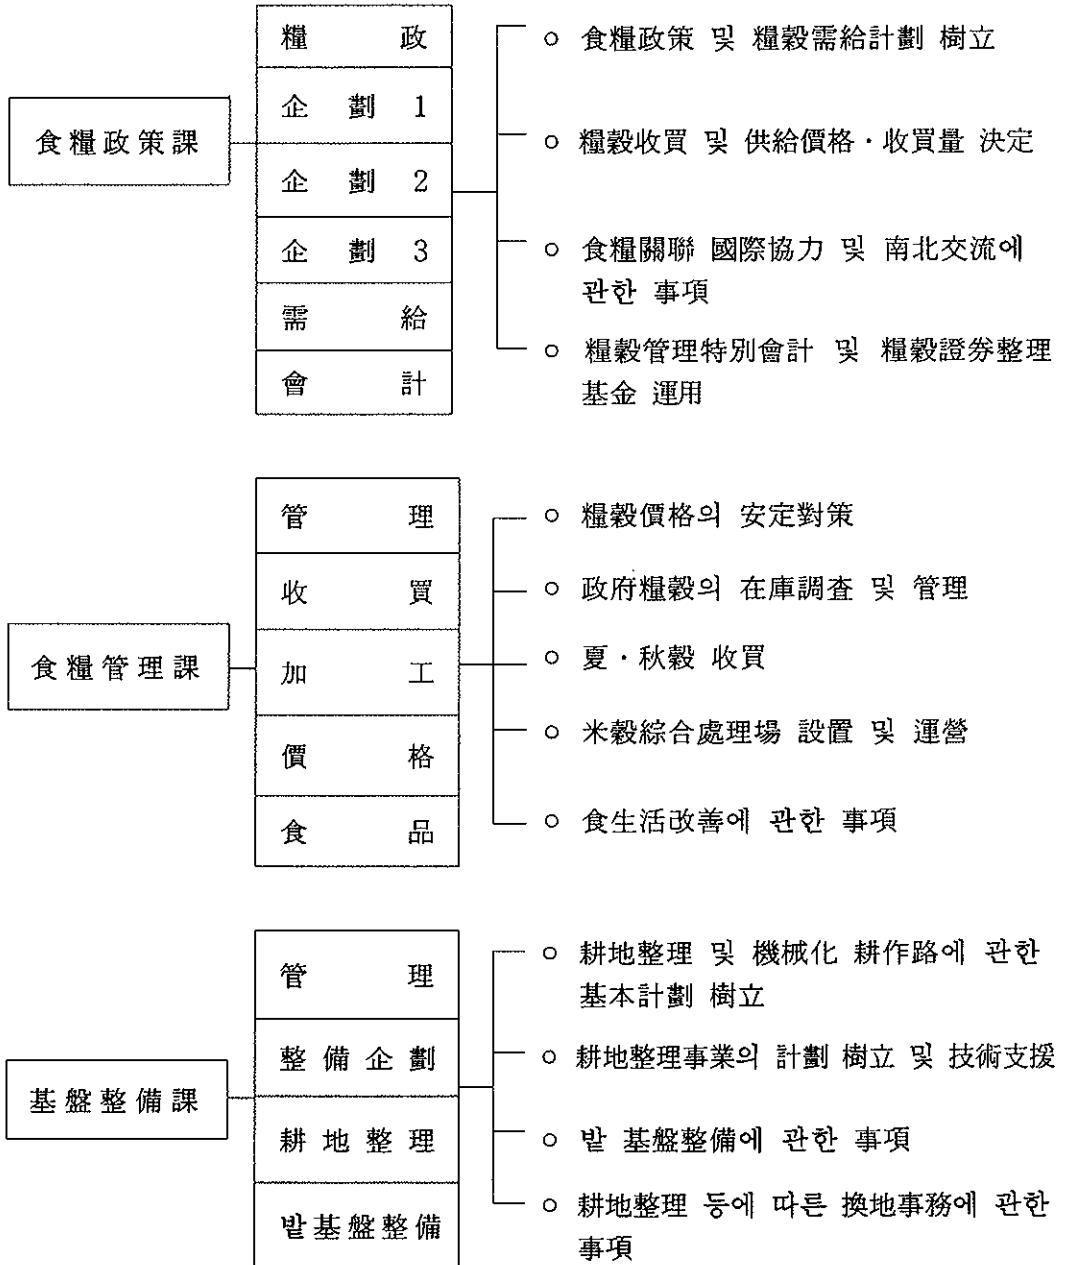 食糧政策課
糧 政
企 劃 1
企 劃 2
企 劃 3
需 給
會 計
○ 食糧政策 및 糧穀需給計劃 樹立
○ 糧穀收買 및 供給價格·收買量 決定
○ 食糧關聯 國際協力 및 南北交流에
관한 事項
○ 糧穀管理特別會計 및 糧穀證券整理
基金 運用
食糧管理課
管 理
收 買
加 工
價 格
食 品
○ 糧穀價格의 安定對策
○ 政府糧穀의 在庫調査 및 管理
○ 夏·秋穀 收買
○ 米穀綜合處理場 設置 및 運營
○ 食生活改善에 관한 事項
基盤整備課
管 理
整備企劃
耕地整理
밭基盤整備
○ 耕地整理 및 機械化 耕作路에 관한
基本計劃 樹立
○ 耕地整理事業의 計劃 樹立 및 技術支援
○ 밭 基盤整備에 관한 事項
○ 耕地整理 등에 따른 換地事務에 관한
事項